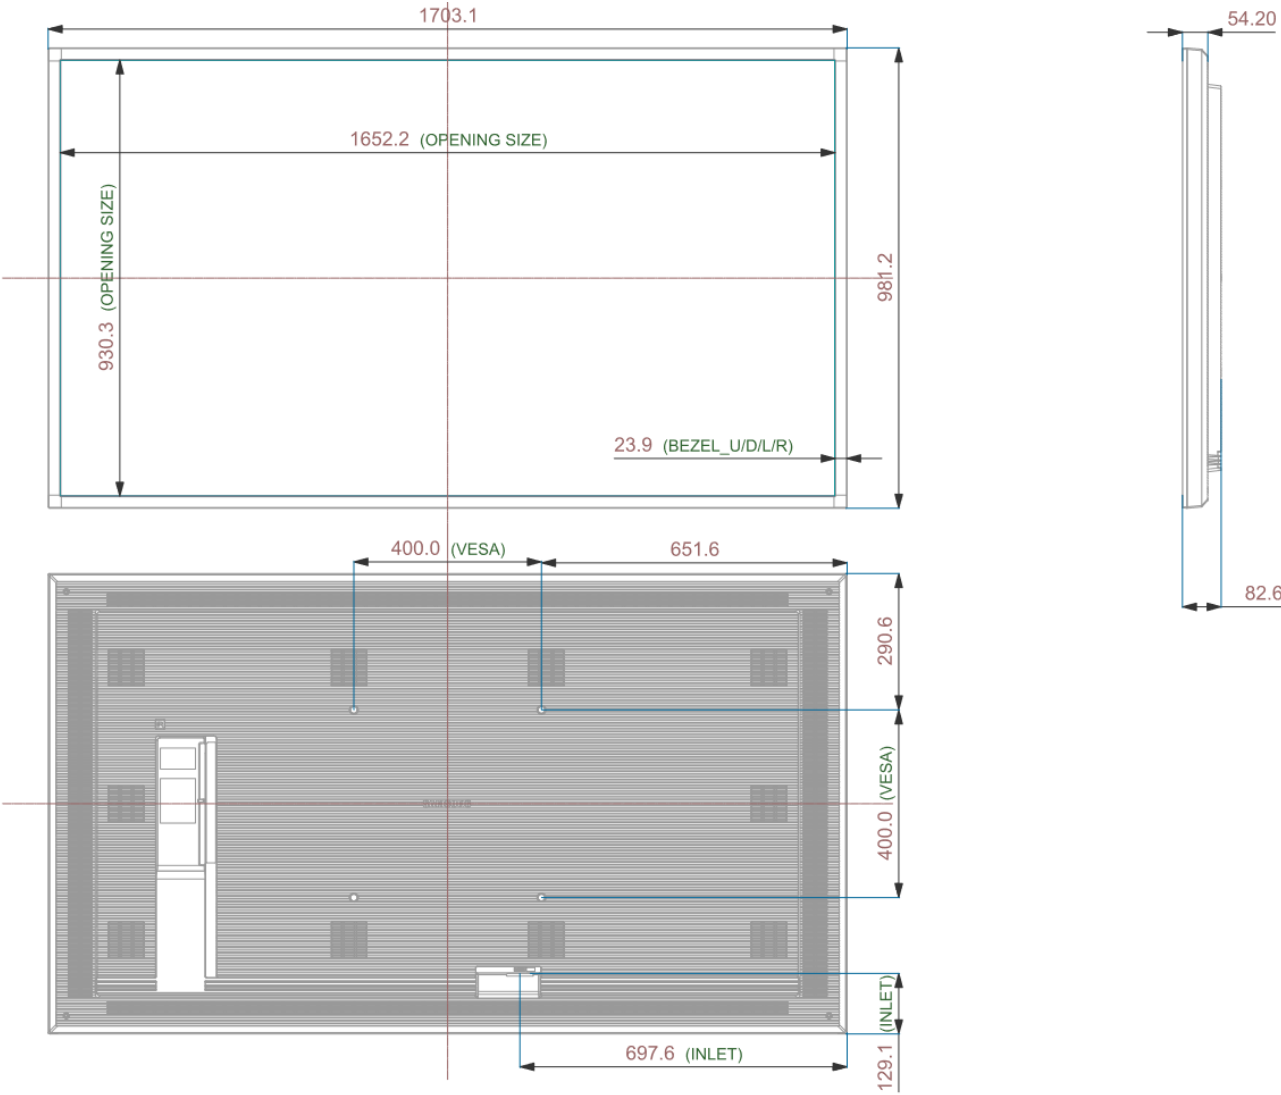 1703.1
54.20
1652.2 (OPENING SIZE)
930.3 (OPENING SIZE)
981.2
23.9 (BEZEL_U/D/L/R)
400.0 (VESA)
651.6
82.6
290.6
400.0 (VESA)
SAMSUNG
129.1 (INLET)
697.6 (INLET)